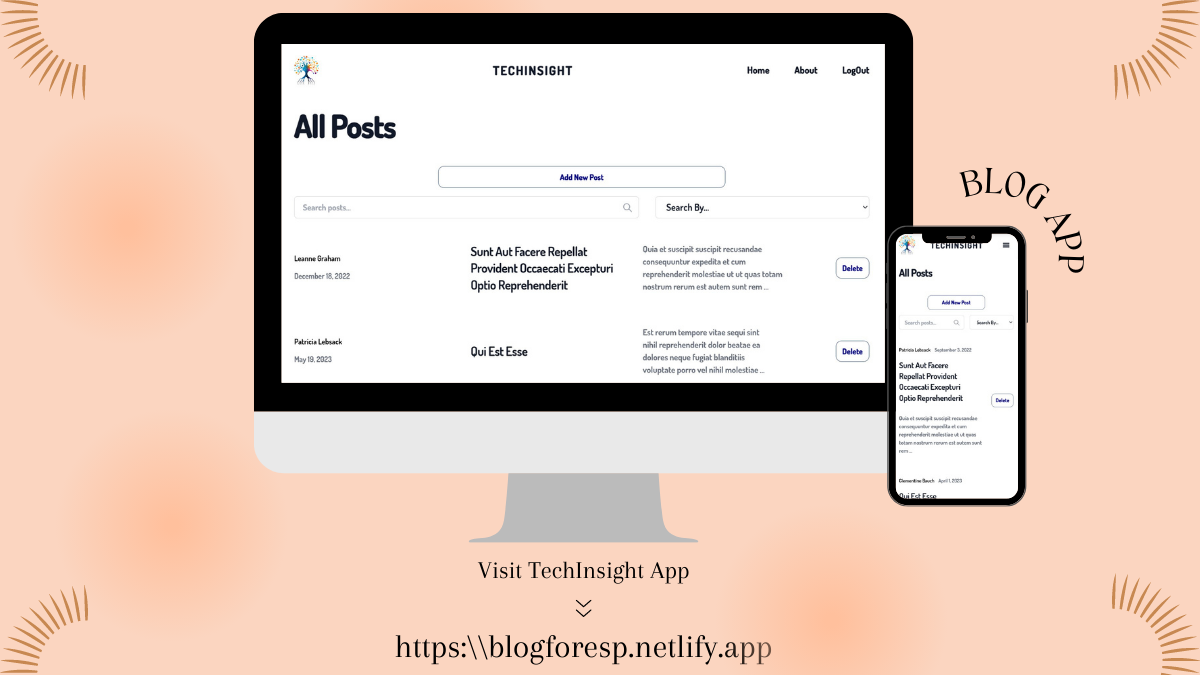 TECHINSIGHT
Home About LogOut
All Posts
Add New Post
Search posts...
Search By...
Leanne Graham
December 18, 2022
Sunt Aut Facere Repellat
Provident Occaecati Excepturi
Optio Reprehenderit
Quia et suscipit suscipit recusandae
consequuntur expedita et cum
reprehenderit molestiae ut ut quas totam
nostrum rerum est autem sunt rem ...
Delete
Patricia Lebsack
May 19, 2023
Qui Est Esse
Est rerum tempore vitae sequi sint
nihil reprehenderit dolor beatae ea
dolores neque fugiat blanditiis
voluptate porro vel nihil molestiae ...
Delete
BLOG APP
TECHINSIGHT
All Posts
Add New Post
Search posts...
Search By...
Patricia Lebsack September 3, 2022
Sunt Aut Facere
Repellat Provident
Occaecati Excepturi
Optio Reprehenderit
Delete
Quia et suscipit suscipit recusandae
consequuntur expedita et cum
reprehenderit molestiae ut ut quas
totam nostrum rerum est autem sunt
rem ...
Clementine Bauch April 1, 2023
Qui Est Esse
Visit TechInsight App
https:\\blogforesp.netlify.app